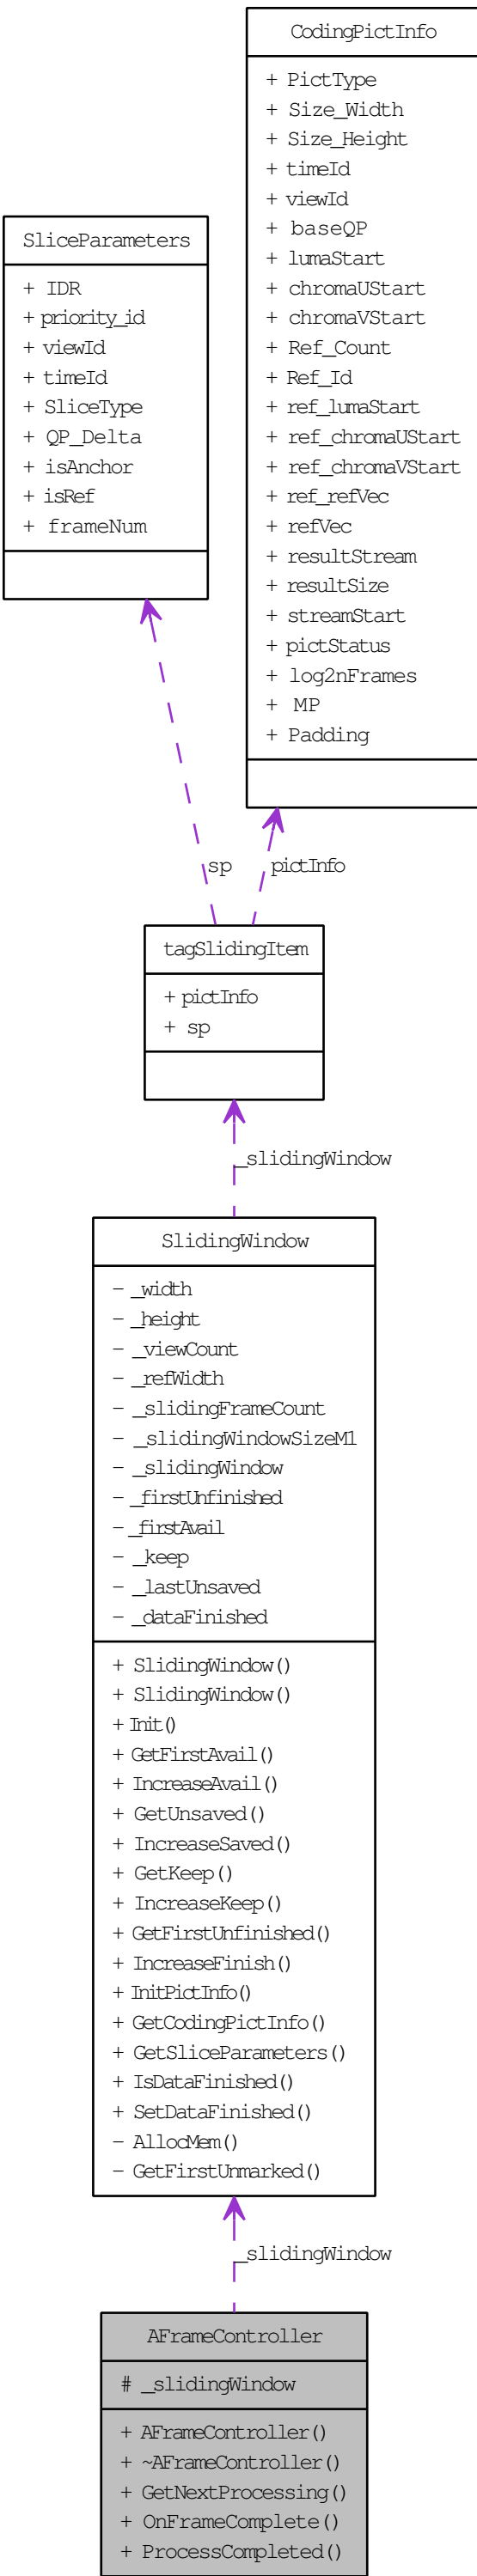 CodingPictInfo
+ PictType
+ Size_Width
+ Size_Height
+ timeId
+ viewId
+ baseQP
+ lumaStart
+ chromaUStart
+ chromaVStart
+ Ref_Count
+ Ref_Id
+ ref_lumaStart
+ ref_chromaUStart
+ ref_chromaVStart
+ ref_refVec
+ refVec
+ resultStream
+ resultSize
+ streamStart
+ pictStatus
+ log2nFrames
+ MP
+ Padding
SliceParameters
+ IDR
+ priority_id
+ viewId
+ timeId
+ SliceType
+ QP_Delta
+ isAnchor
+ isRef
+ frameNum
sp
pictInfo
tagSlidingItem
+ pictInfo
+ sp
_slidingWindow
SlidingWindow
- _width
- _height
- _viewCount
- _refWidth
- _slidingFrameCount
- _slidingWindowSizeM1
- _slidingWindow
- _firstUnfinished
- _firstAvail
- _keep
- _lastUnsaved
- _dataFinished
+ SlidingWindow()
+ SlidingWindow()
+ Init()
+ GetFirstAvail()
+ IncreaseAvail()
+ GetUnsaved()
+ IncreaseSaved()
+ GetKeep()
+ IncreaseKeep()
+ GetFirstUnfinished()
+ IncreaseFinish()
+ InitPictInfo()
+ GetCodingPictInfo()
+ GetSliceParameters()
+ IsDataFinished()
+ SetDataFinished()
- AllocMem()
- GetFirstUnmarked()
_slidingWindow
AFrameController
# _slidingWindow
+ AFrameController()
+ ~AFrameController()
+ GetNextProcessing()
+ OnFrameComplete()
+ ProcessCompleted()